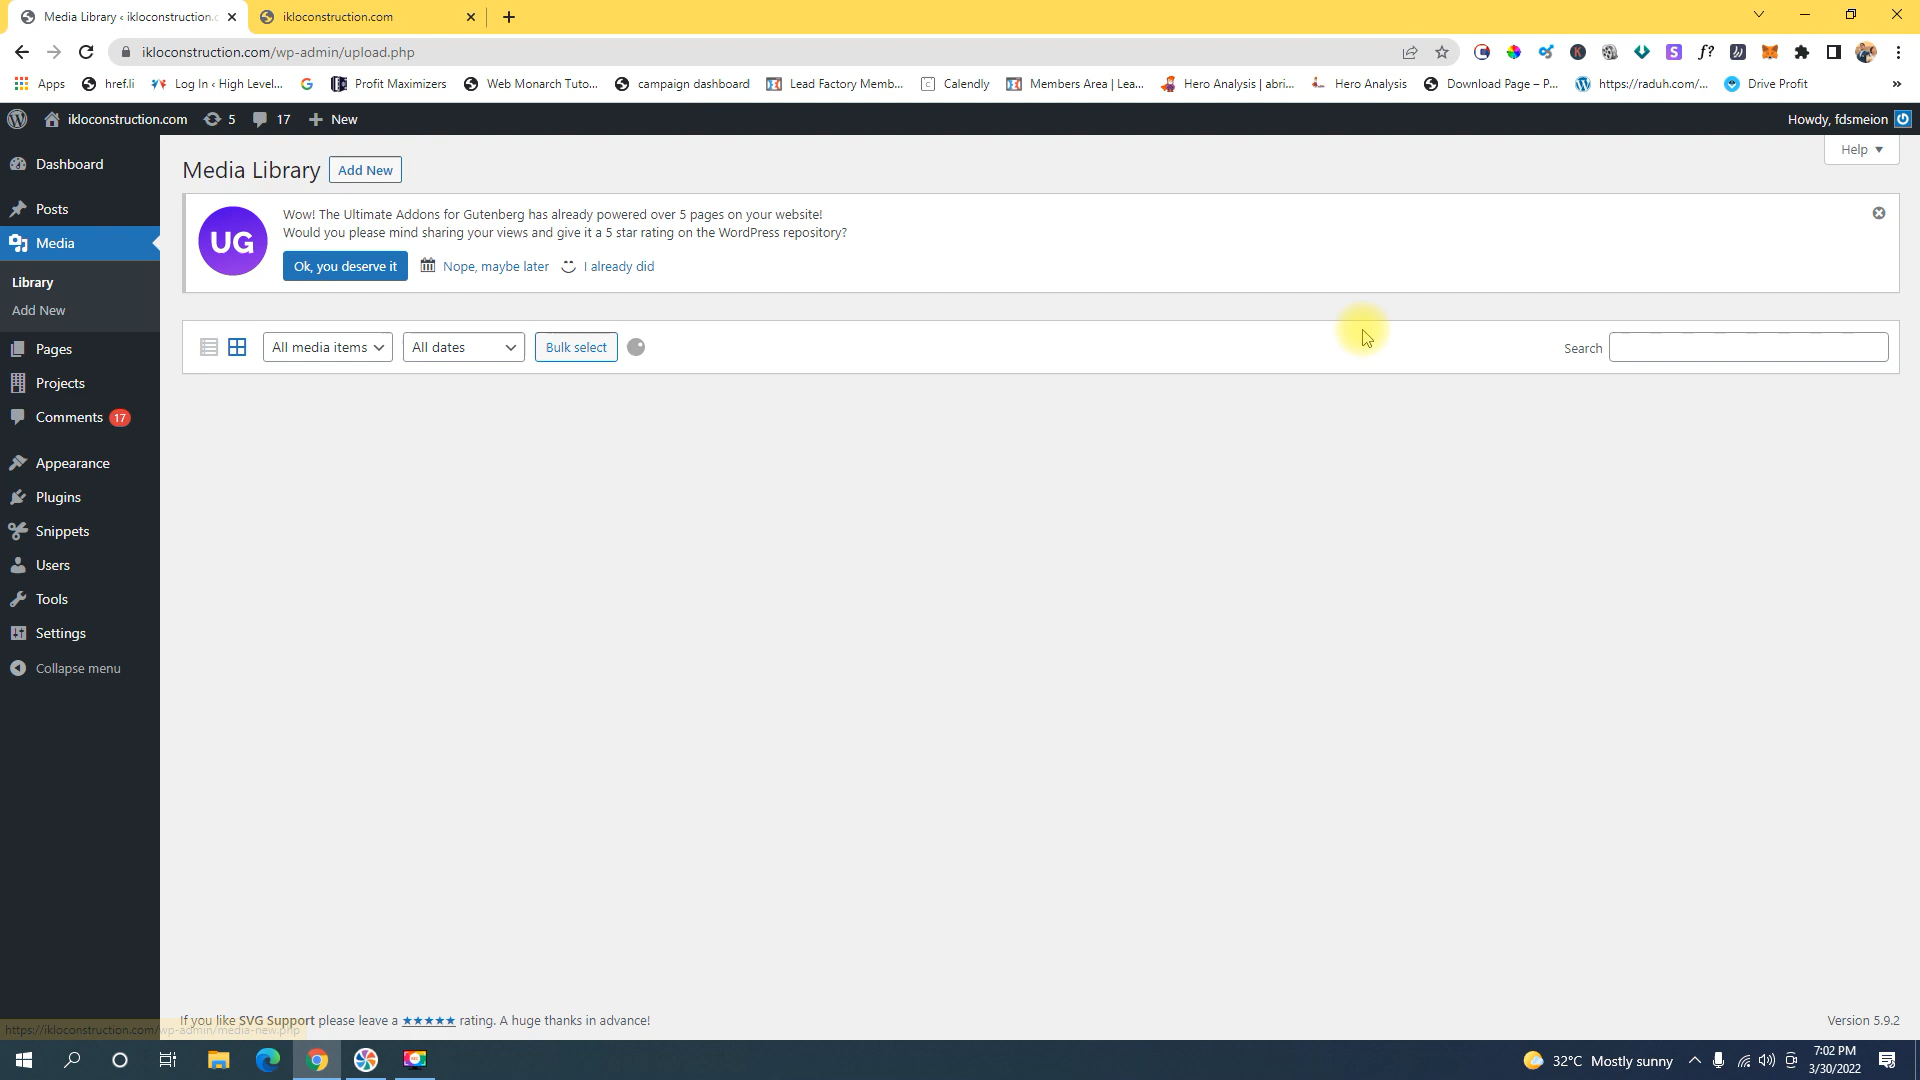 Media Library ‹ ikloconstruction.c
ikloconstruction.com
ikloconstruction.com/wp-admin/upload.php
Apps
href.li
Log In ‹ High Level...
Profit Maximizers
Web Monarch Tuto...
campaign dashboard
Lead Factory Memb...
Calendly
Members Area | Lea...
Hero Analysis | abri...
Hero Analysis
Download Page – P...
https://raduh.com/...
Drive Profit
»
ikloconstruction.com
5
17
New
Howdy, fdsmeion
Dashboard
Posts
Media
Library
Add New
Pages
Projects
Comments 17
Appearance
Plugins
Snippets
Users
Tools
Settings
Collapse menu
Help
Media Library
Add New
UG
Wow! The Ultimate Addons for Gutenberg has already powered over 5 pages on your website!
Would you please mind sharing your views and give it a 5 star rating on the WordPress repository?
Ok, you deserve it
Nope, maybe later
I already did
All media items
All dates
Bulk select
Search
If you like SVG Support please leave a ★★★★★ rating. A huge thanks in advance!
Version 5.9.2
https://ikloconstruction.com/wp-admin/media-new.php
32°C Mostly sunny
7:02 PM
3/30/2022